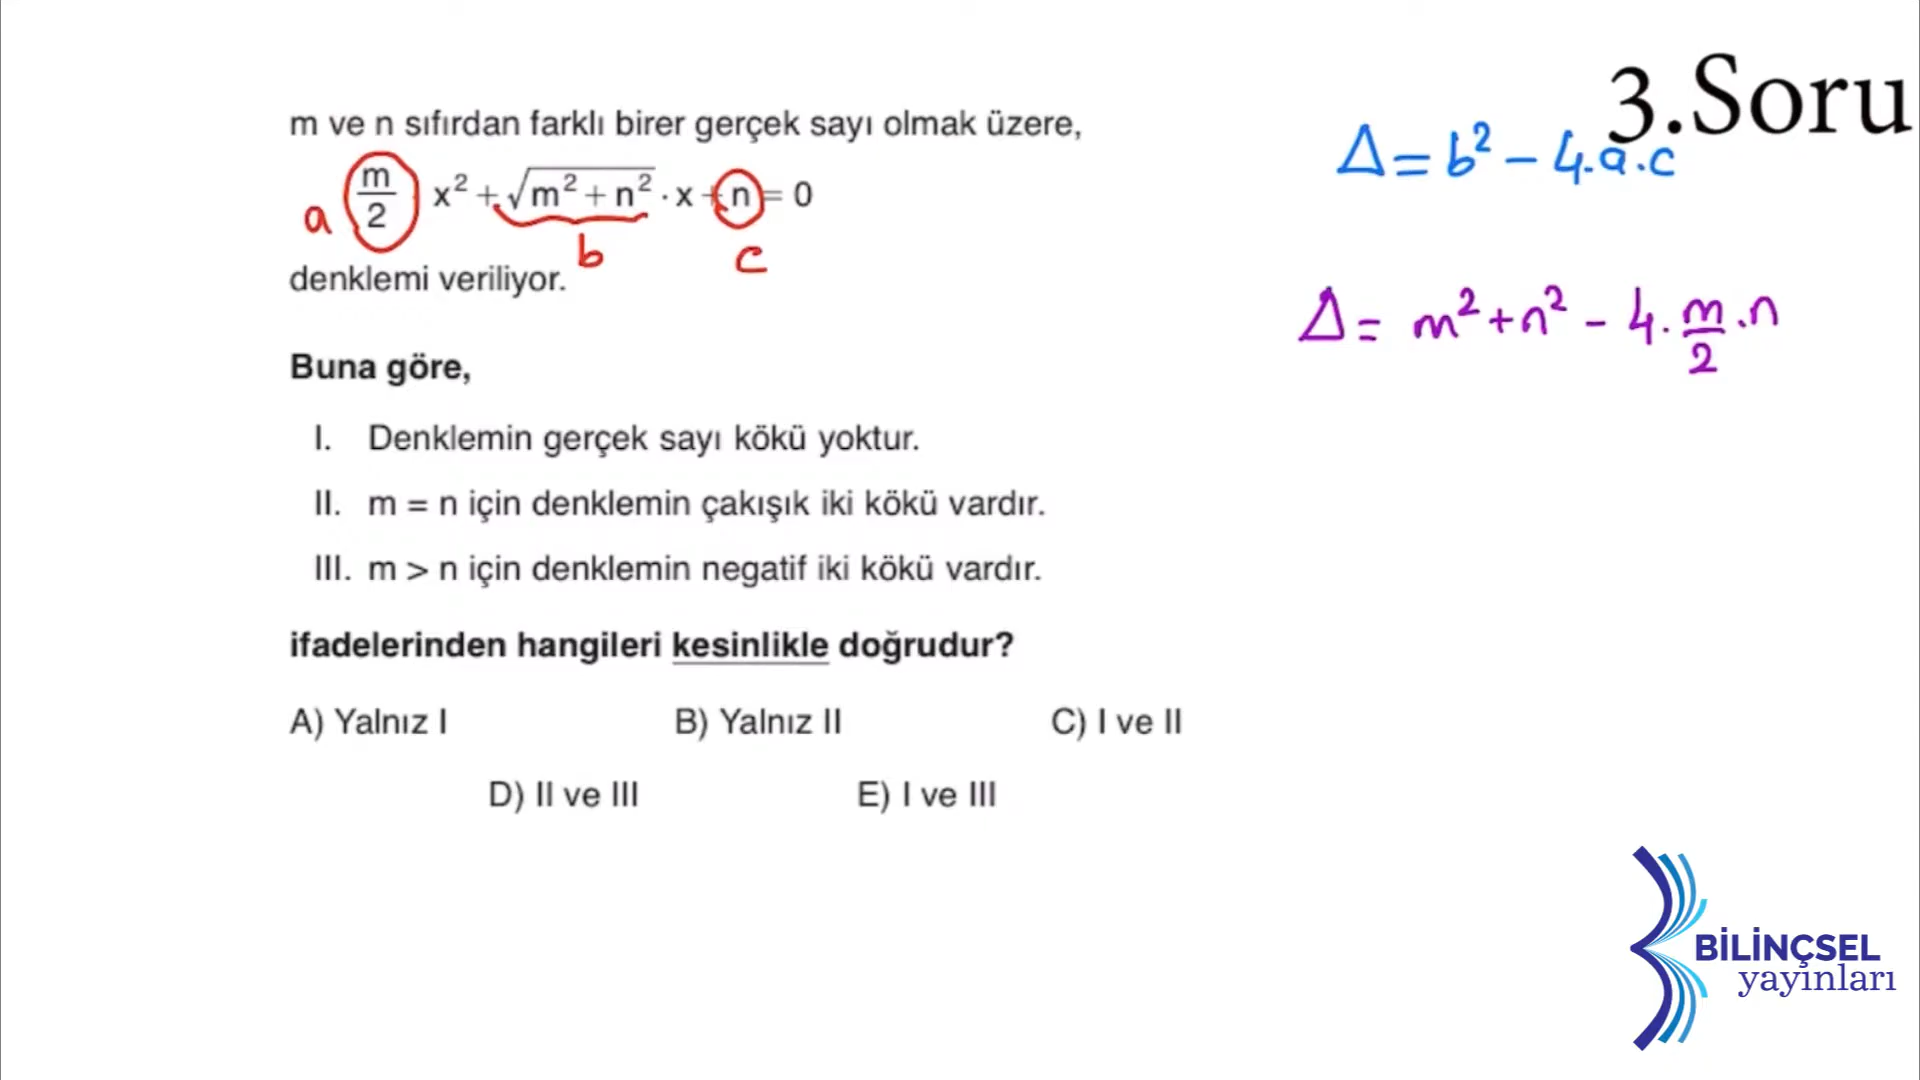 3.Soru
m ve n sıfırdan farklı birer gerçek sayı olmak üzere,
Δ = b² − 4.a.c
m/2 x² + √(m² + n²) · x + n = 0
a
b
c
denklemi veriliyor.
Δ = m² + n² − 4 . m/2 . n
Buna göre,
I. Denklemin gerçek sayı kökü yoktur.
II. m = n için denklemin çakışık iki kökü vardır.
III. m > n için denklemin negatif iki kökü vardır.
ifadelerinden hangileri kesinlikle doğrudur?
A) Yalnız I B) Yalnız II C) I ve II
D) II ve III E) I ve III
BİLİNÇSEL
yayınları